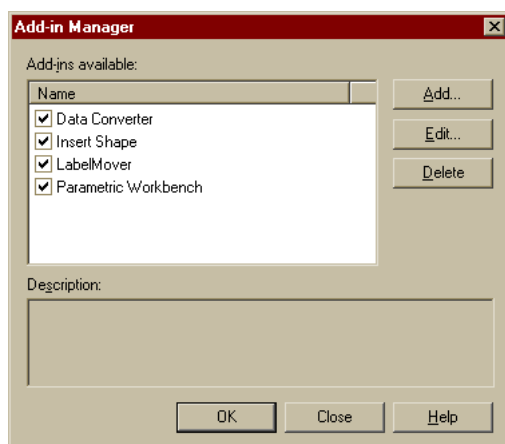 Add-in Manager
Add-ins available:
Name
Add...
Data Converter
Edit...
Insert Shape
LabelMover
Delete
Parametric Workbench
Description:
OK Close Help